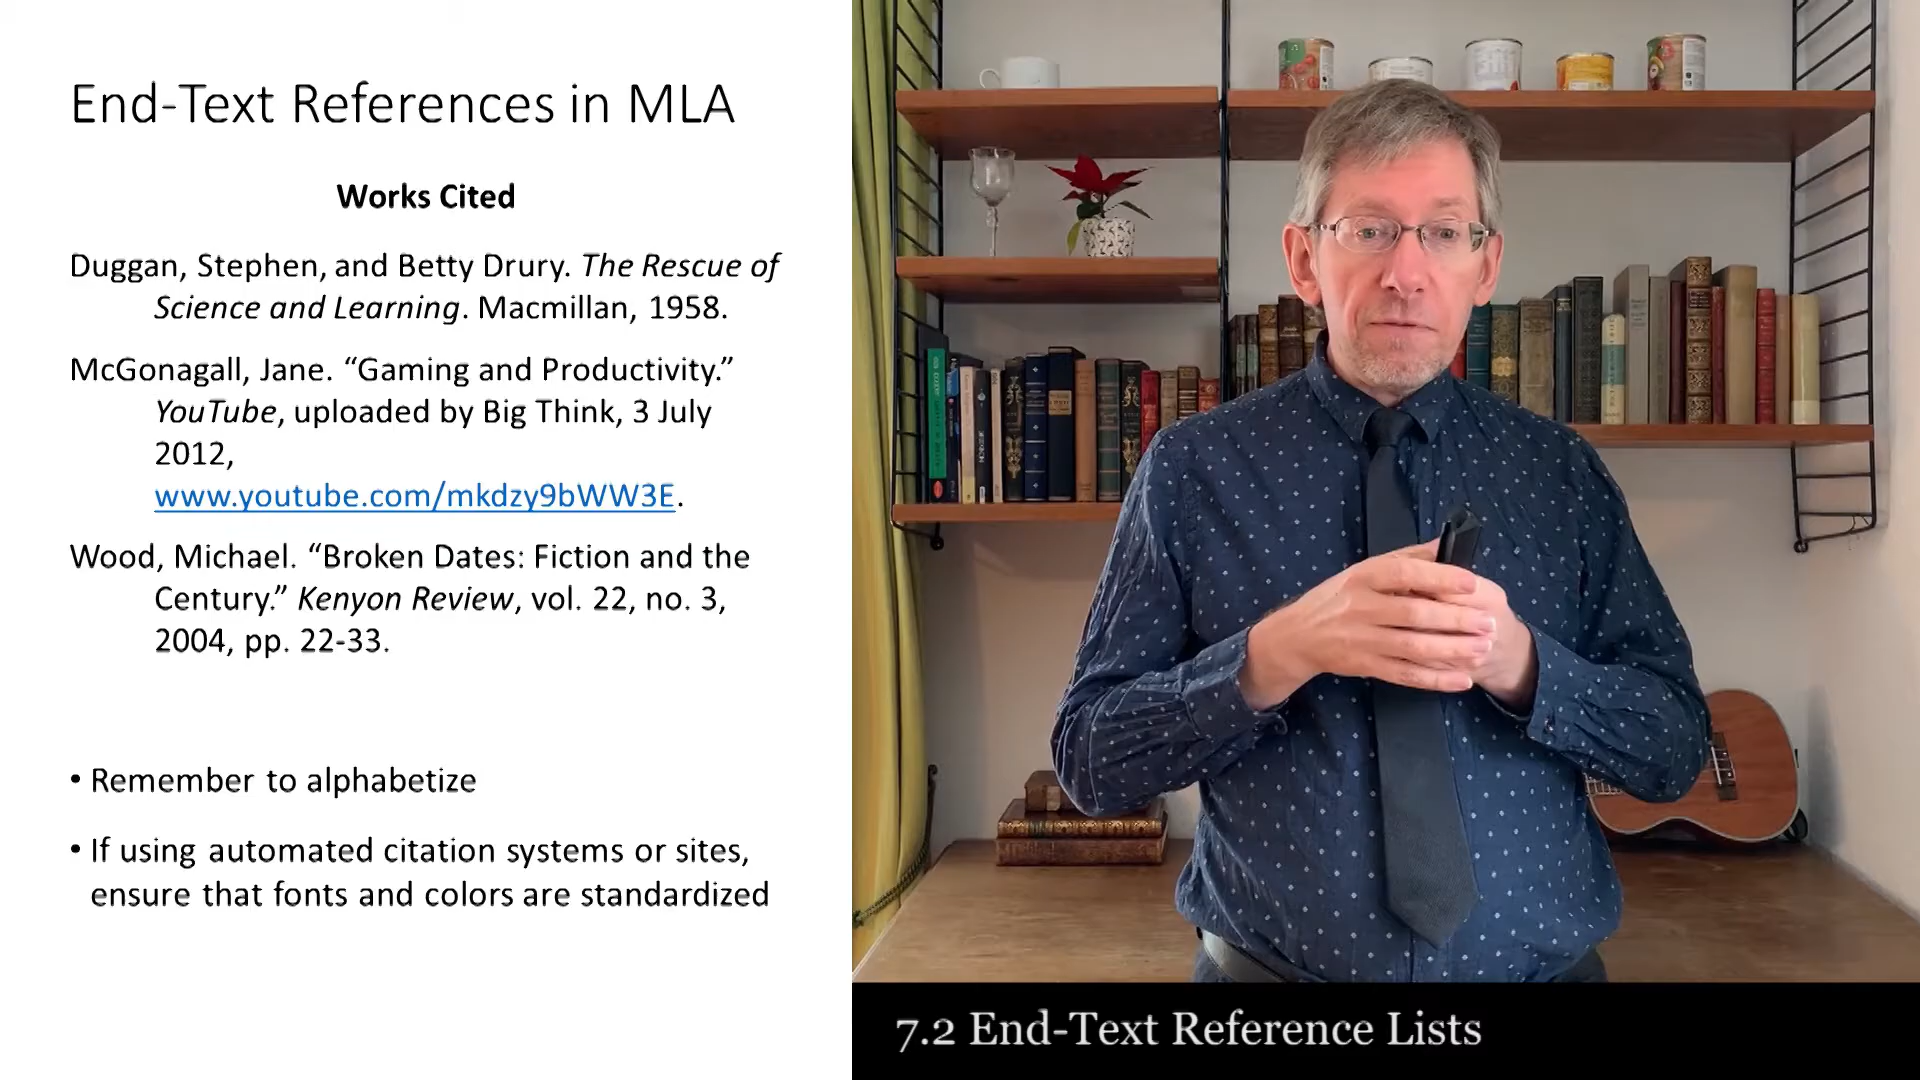 End-Text References in MLA
Works Cited
Duggan, Stephen, and Betty Drury. The Rescue of
Science and Learning. Macmillan, 1958.
McGonagall, Jane. “Gaming and Productivity.”
YouTube, uploaded by Big Think, 3 July
2012,
www.youtube.com/mkdzy9bWW3E.
Wood, Michael. “Broken Dates: Fiction and the
Century.” Kenyon Review, vol. 22, no. 3,
2004, pp. 22-33.
• Remember to alphabetize
• If using automated citation systems or sites,
ensure that fonts and colors are standardized
7.2 End-Text Reference Lists